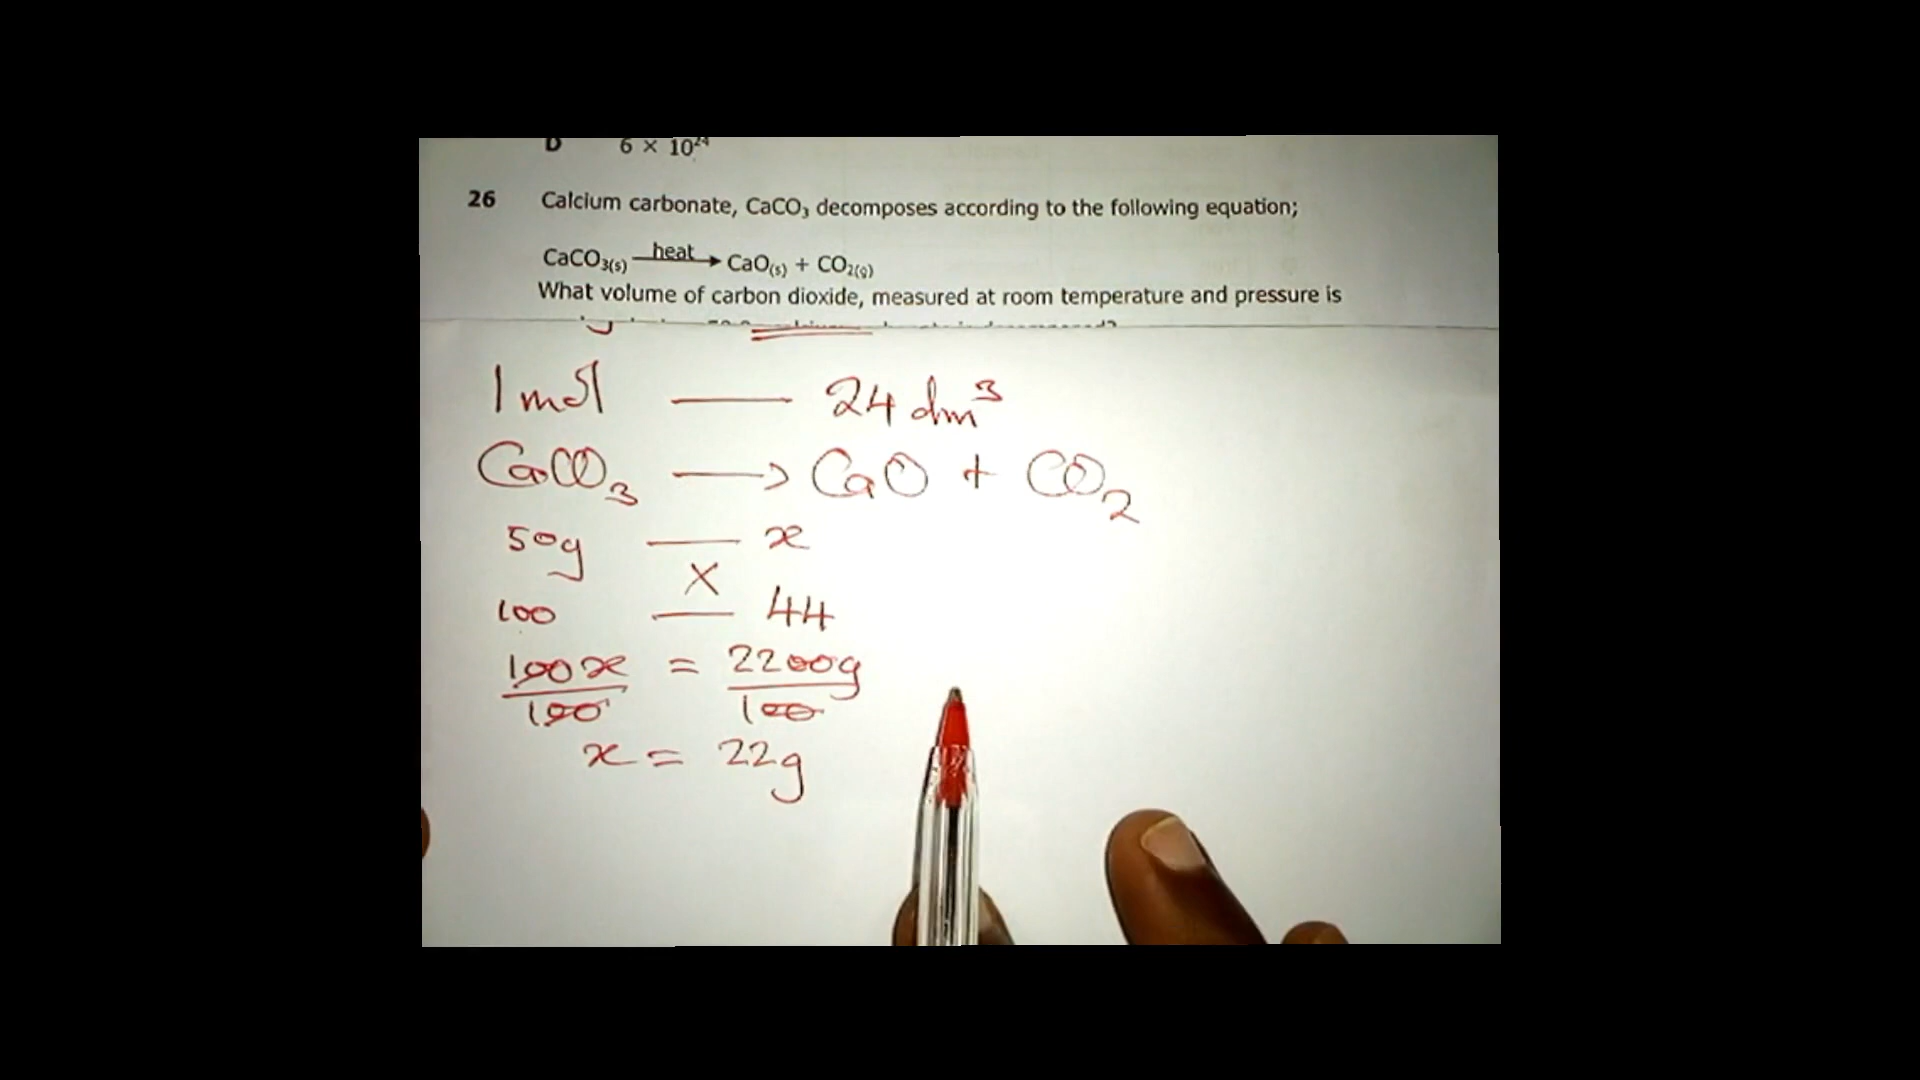 D 6 × 10²⁴
26 Calcium carbonate, CaCO₃ decomposes according to the following equation;
CaCO₃(s) heat → CaO(s) + CO₂(g)
What volume of carbon dioxide, measured at room temperature and pressure is
1 mol — 24 dm³
CaCO₃ → CaO + CO₂
50g — x
X
100 — 44
100x = 2200g
100 100
x = 22g